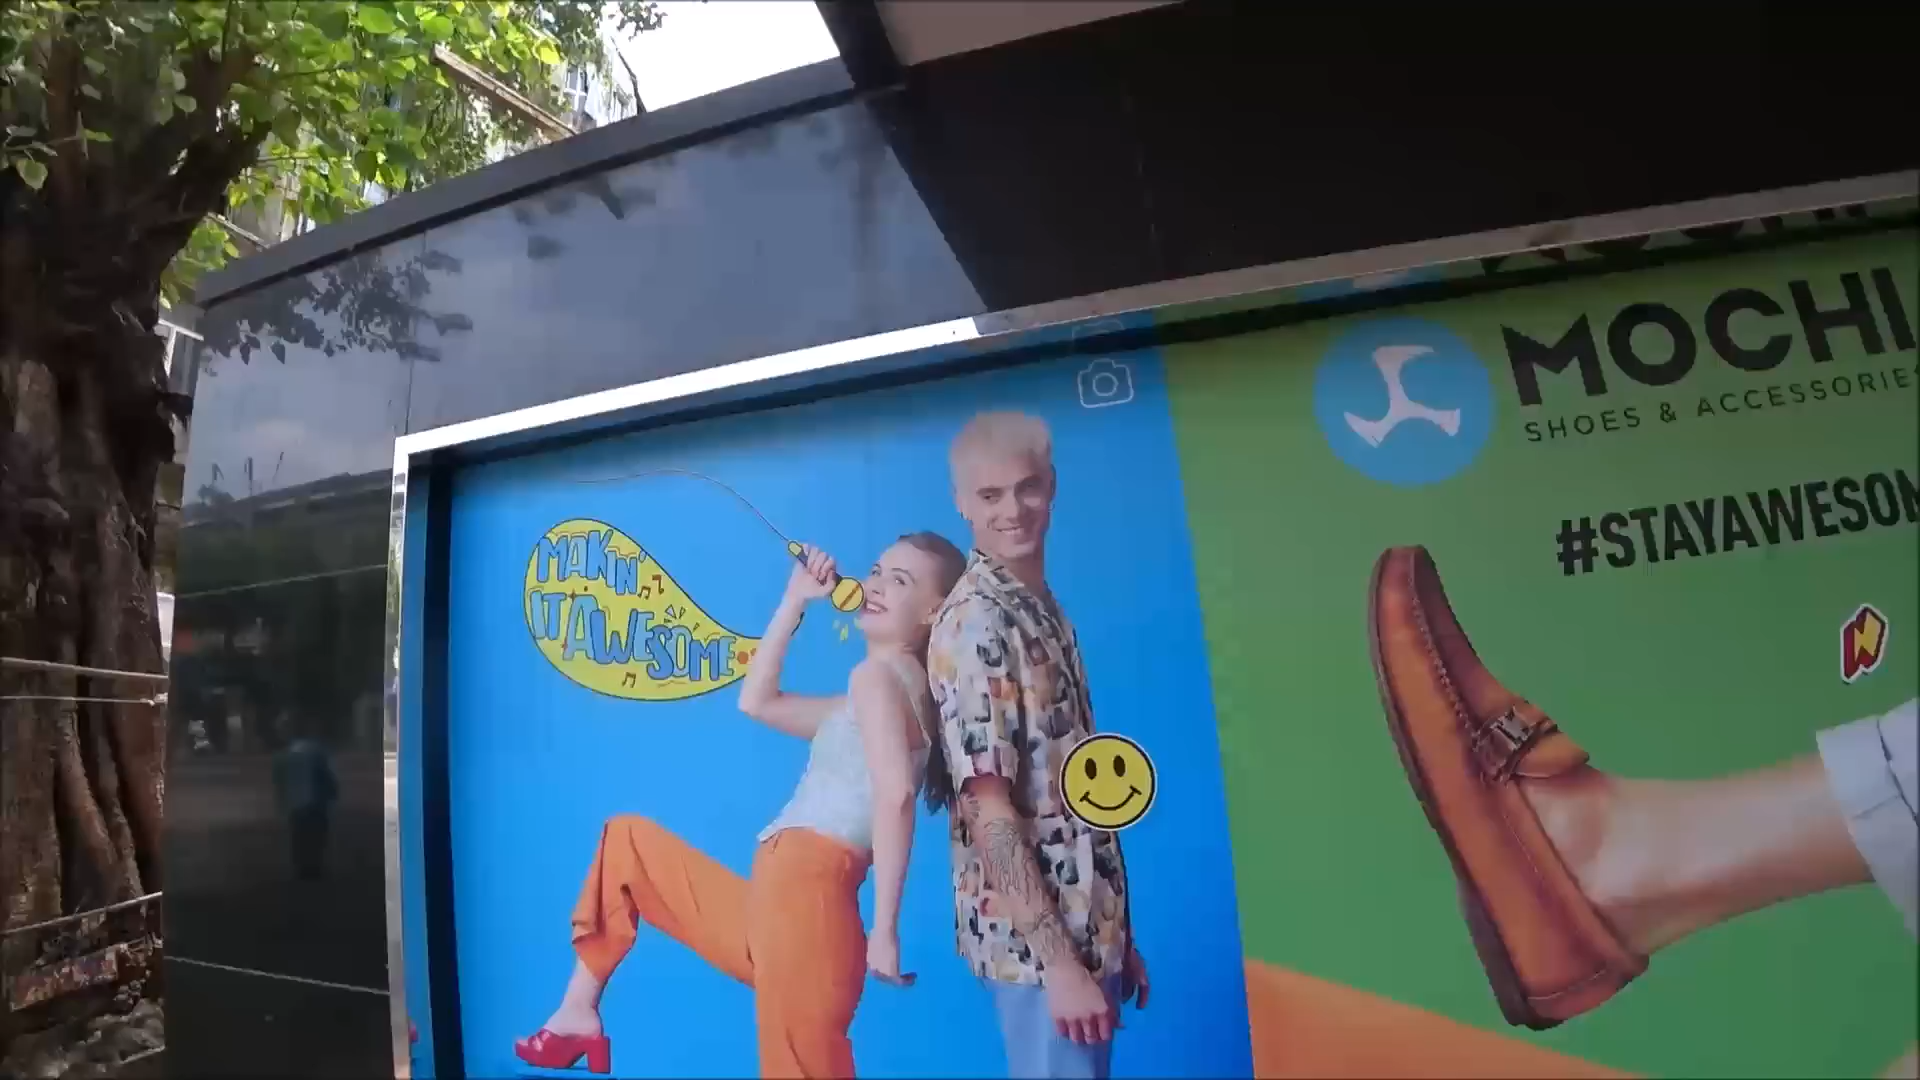 MAKIN'
IT AWESOME
MOCHI
SHOES & ACCESSORIES
#STAYAWESOM